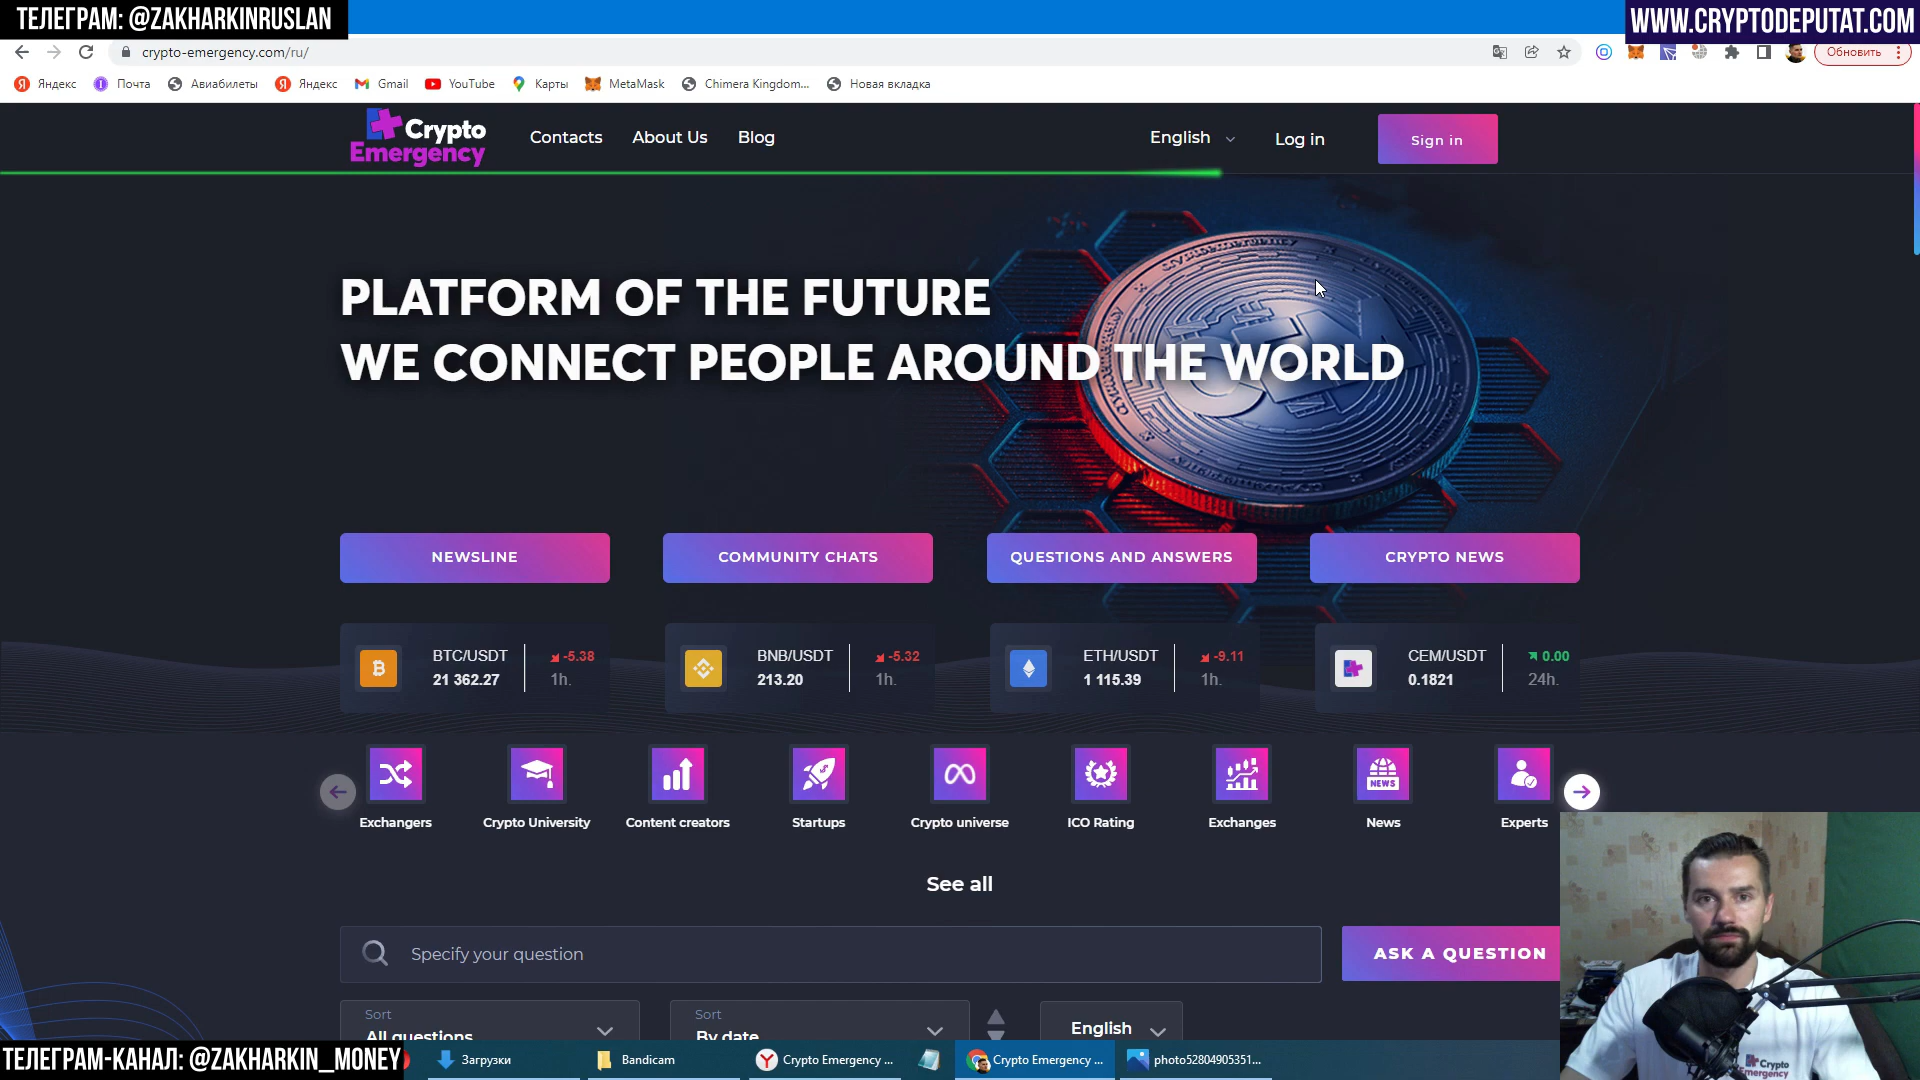 ТЕЛЕГРАМ: @ZAKHARKINRUSLAN
WWW.CRYPTODEPUTAT.COM
crypto-emergency.com/ru/
Обновить
Яндекс
Почта
Авиабилеты
Яндекс
Gmail
YouTube
Карты
MetaMask
Chimera Kingdom...
Новая вкладка
Crypto
Emergency
Contacts
About Us
Blog
English
Log in
Sign in
PLATFORM OF THE FUTURE
WE CONNECT PEOPLE AROUND THE WORLD
NEWSLINE
COMMUNITY CHATS
QUESTIONS AND ANSWERS
CRYPTO NEWS
BTC/USDT
-5.38
21 362.27
1h.
BNB/USDT
-5.32
213.20
1h.
ETH/USDT
-9.11
1 115.39
1h.
CEM/USDT
0.00
0.1821
24h.
NEWS
Exchangers
Crypto University
Content creators
Startups
Crypto universe
ICO Rating
Exchanges
News
Experts
See all
Specify your question
ASK A QUESTION
Sort
All questions
Sort
By date
English
ТЕЛЕГРАМ-КАНАЛ: @ZAKHARKIN_MONEY
Загрузки
Bandicam
Crypto Emergency ...
Crypto Emergency ...
photo52804905351...
Crypto
Emergency